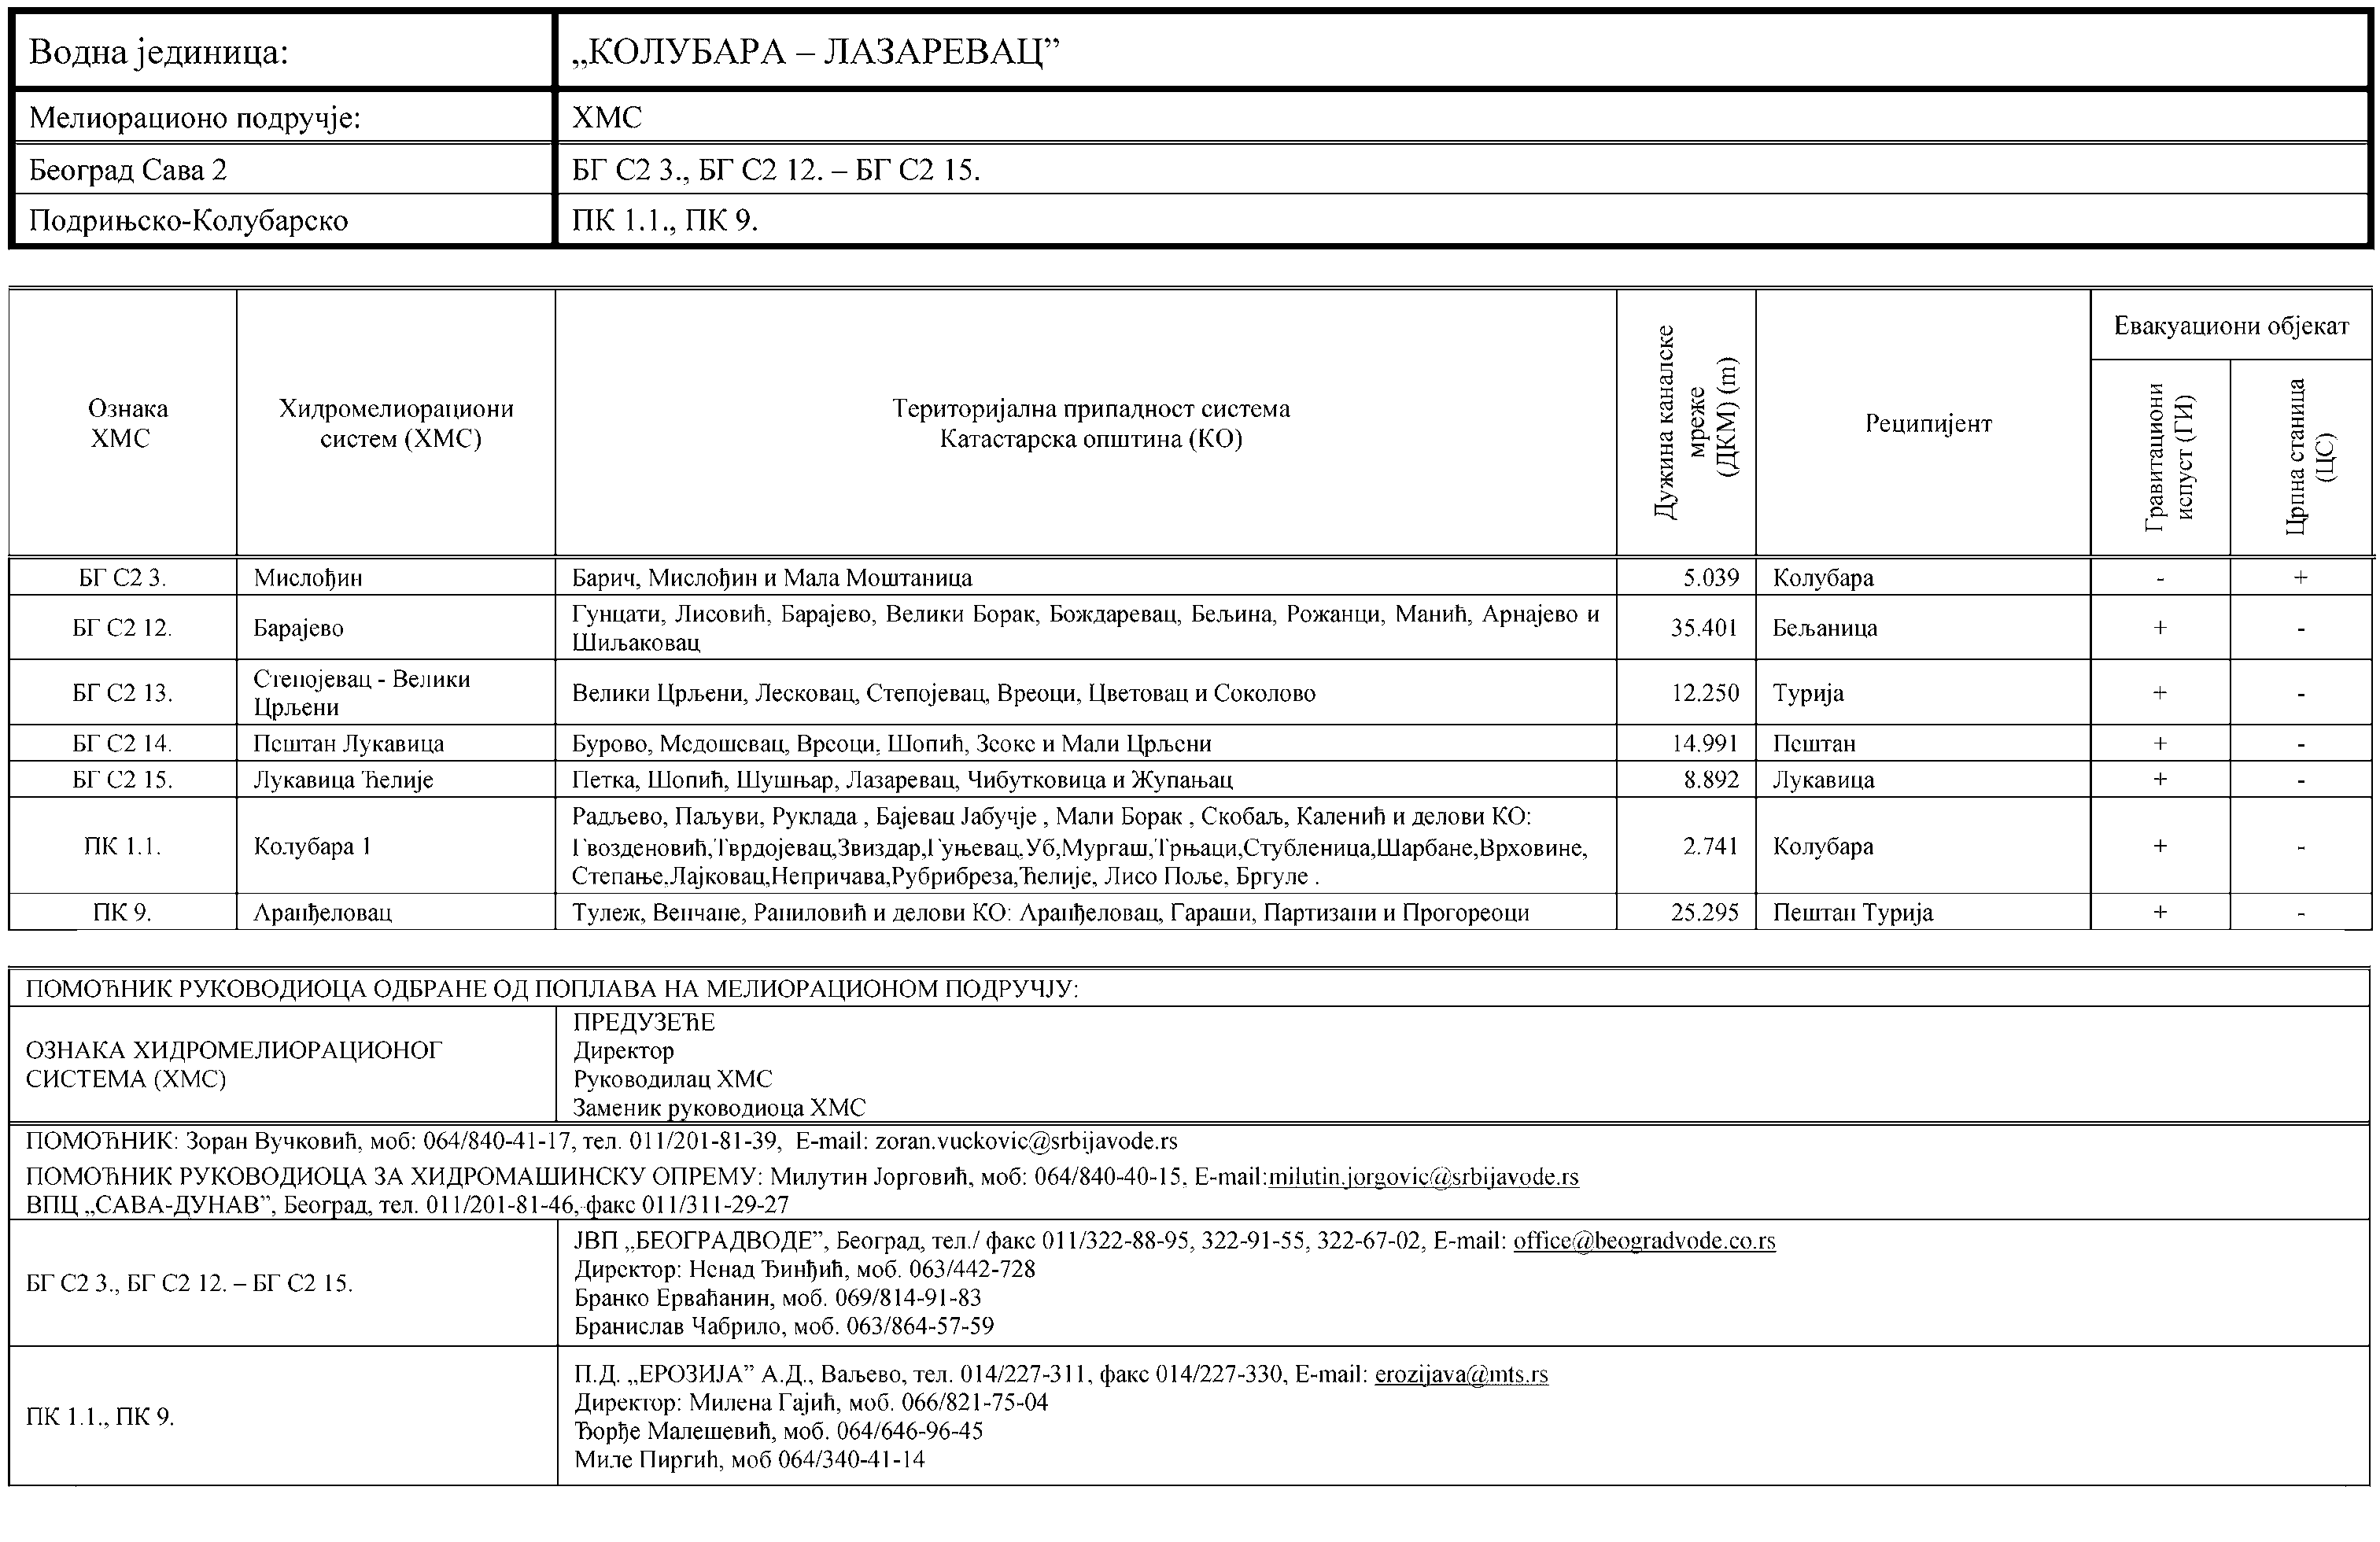 Водна јединица: „КОЛУБАРА – ЛАЗАРЕВАЦ”
Мелиорационо подручје: ХМС
Београд Сава 2 БГ С2 3., БГ С2 12. – БГ С2 15.
Подрињско-Колубарско ПК 1.1., ПК 9.
Ознака
ХМС
Хидромелиорациони
систем (ХМС)
Територијална припадност система
Катастарска општина (КО)
Дужина каналске
мреже
(ДКМ) (m)
Реципијент
Евакуациони објекат
Гравитациони
испуст (ГИ)
Црпна станица
(ЦС)
БГ С2 3. Мислођин Барич, Мислођин и Мала Моштаница 5.039 Колубара - +
БГ С2 12. Барајево Гунцати, Лисовић, Барајево, Велики Борак, Бождаревац, Бељина, Рожанци, Манић, Арнајево и
Шиљаковац 35.401 Бељаница + -
БГ С2 13. Степојевац - Велики
Црљени Велики Црљени, Лесковац, Степојевац, Вреоци, Цветовац и Соколово 12.250 Турија + -
БГ С2 14. Пештан Лукавица Бурово, Медошевац, Вреоци, Шопић, Зеоке и Мали Црљени 14.991 Пештан + -
БГ С2 15. Лукавица Ћелије Петка, Шопић, Шушњар, Лазаревац, Чибутковица и Жупањац 8.892 Лукавица + -
ПК 1.1. Колубара 1 Радљево, Паљуви, Руклада , Бајевац Јабучје , Мали Борак , Скобаљ, Каленић и делови КО:
Гвозденовић,Тврдојевац,Звиздар,Гуњевац,Уб,Мургаш,Трњаци,Стубленица,Шарбане,Врховине,
Степање,Лајковац,Непричава,Рубрибреза,Ћелије, Лисо Поље, Бргуле . 2.741 Колубара + -
ПК 9. Аранђеловац Тулеж, Венчане, Раниловић и делови КО: Аранђеловац, Гараши, Партизани и Прогореоци 25.295 Пештан Турија + -
ПОМОЋНИК РУКОВОДИОЦА ОДБРАНЕ ОД ПОПЛАВА НА МЕЛИОРАЦИОНОМ ПОДРУЧЈУ:
ОЗНАКА ХИДРОМЕЛИОРАЦИОНОГ
СИСТЕМА (ХМС)
ПРЕДУЗЕЋЕ
Директор
Руководилац ХМС
Заменик руководиоца ХМС
ПОМОЋНИК: Зоран Вучковић, моб: 064/840-41-17, тел. 011/201-81-39, E-mail: zoran.vuckovic@srbijavode.rs
ПОМОЋНИК РУКОВОДИОЦА ЗА ХИДРОМАШИНСКУ ОПРЕМУ: Милутин Јорговић, моб: 064/840-40-15, E-mail:milutin.jorgovic@srbijavode.rs
ВПЦ „САВА-ДУНАВ”, Београд, тел. 011/201-81-46, факс 011/311-29-27
БГ С2 3., БГ С2 12. – БГ С2 15.
ЈВП „БЕОГРАДВОДЕ”, Београд, тел./ факс 011/322-88-95, 322-91-55, 322-67-02, E-mail: office@beogradvode.co.rs
Директор: Ненад Ђинђић, моб. 063/442-728
Бранко Ерваћанин, моб. 069/814-91-83
Бранислав Чабрило, моб. 063/864-57-59
ПК 1.1., ПК 9.
П.Д. „ЕРОЗИЈА” А.Д., Ваљево, тел. 014/227-311, факс 014/227-330, E-mail: erozijava@mts.rs
Директор: Милена Гајић, моб. 066/821-75-04
Ђорђе Малешевић, моб. 064/646-96-45
Миле Пиргић, моб 064/340-41-14